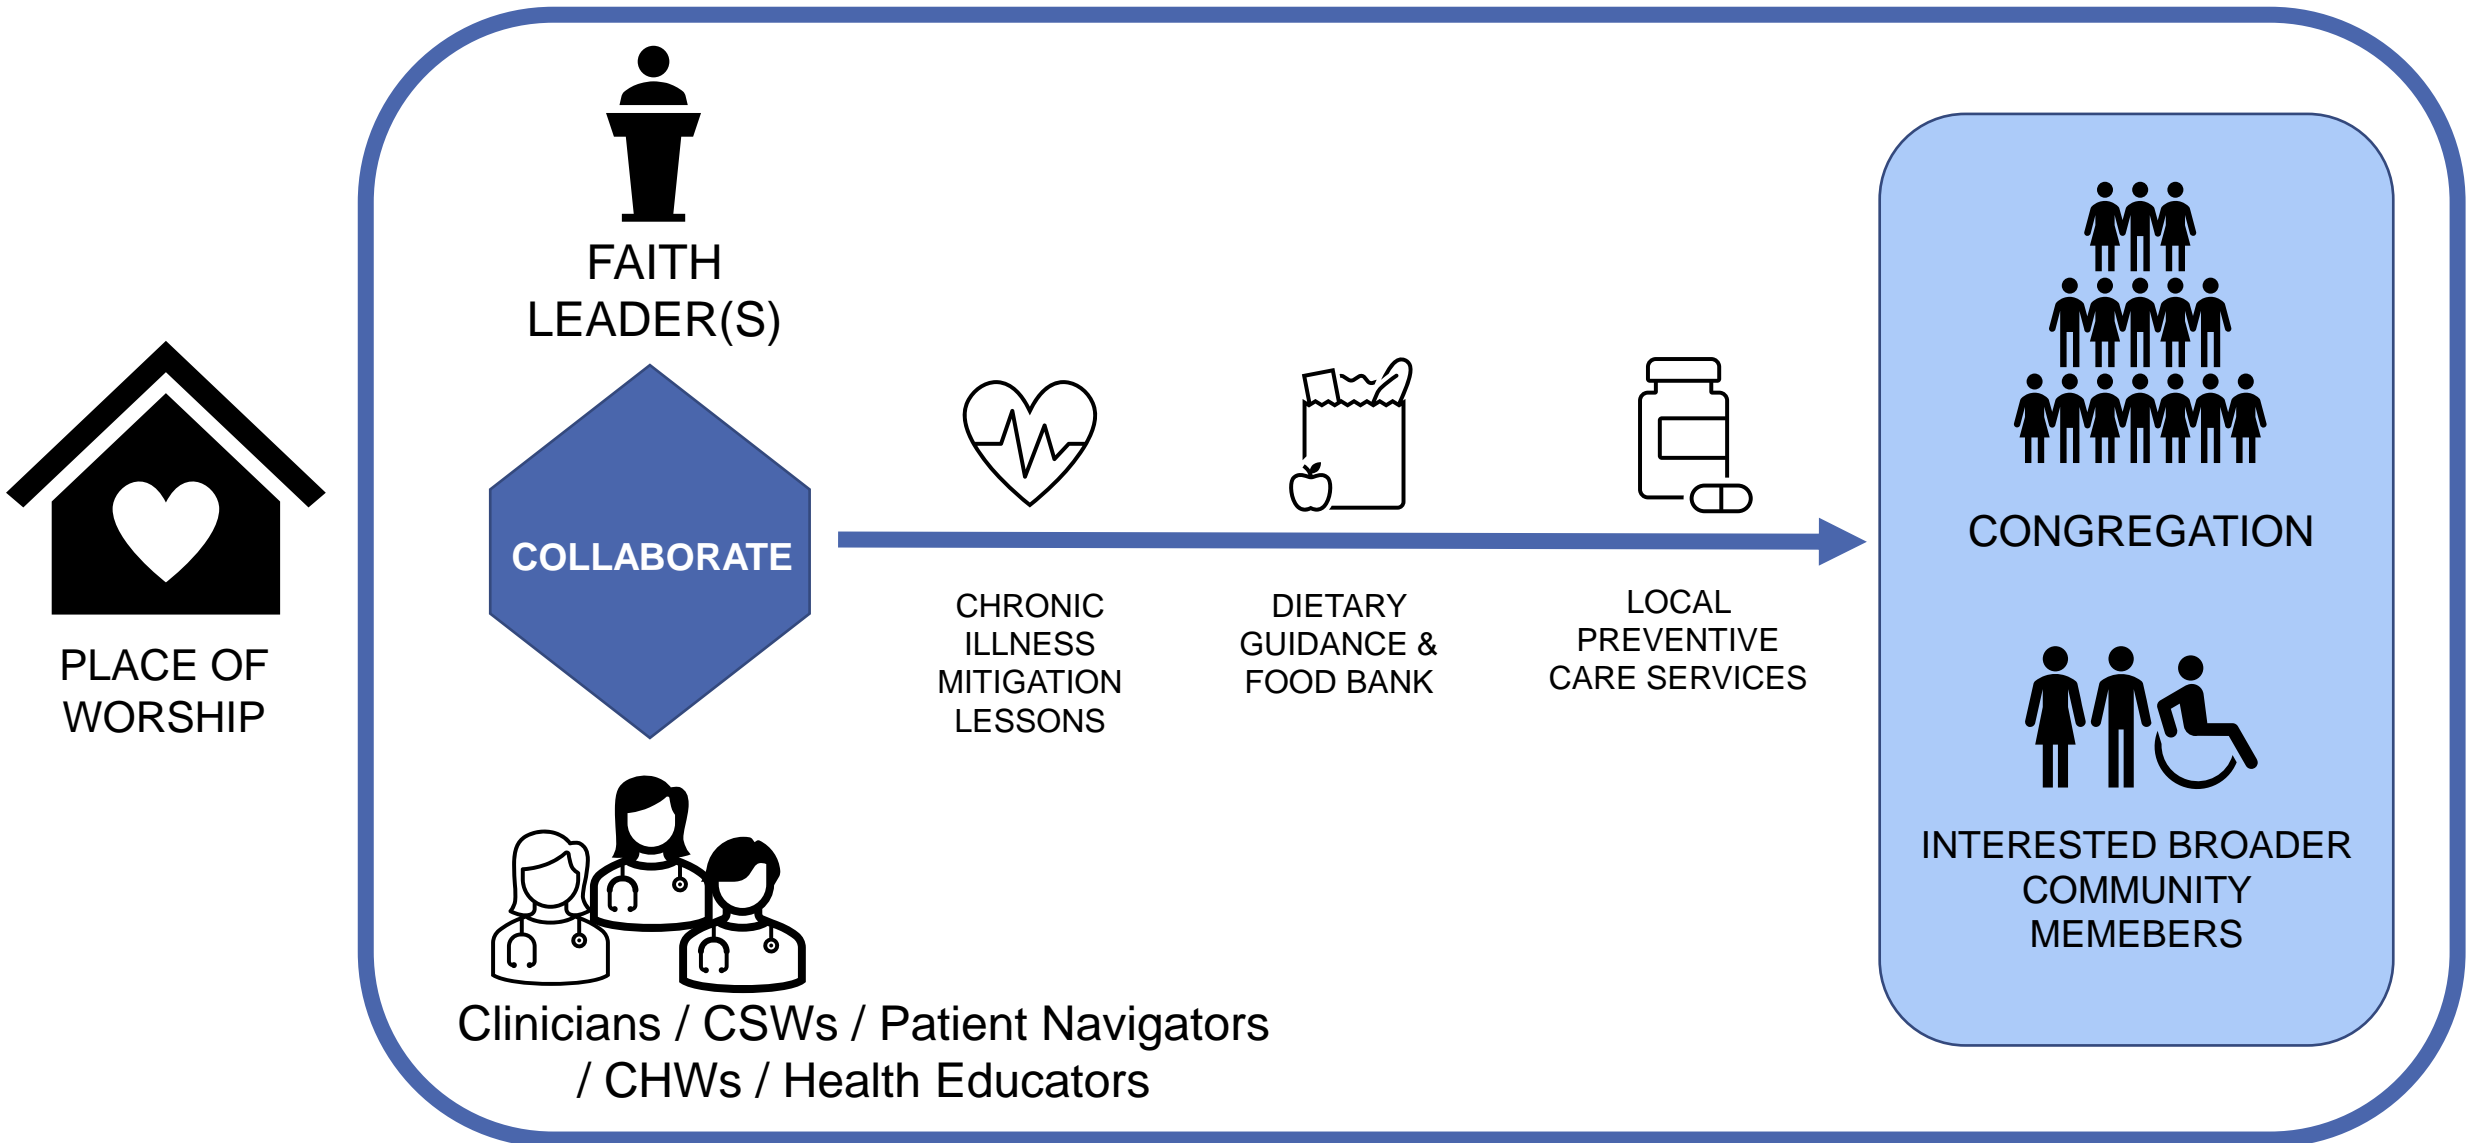 PLACE OF
WORSHIP
FAITH
LEADER(S)
COLLABORATE
Clinicians / CSWs / Patient Navigators
/ CHWs / Health Educators
CHRONIC
ILLNESS
MITIGATION
LESSONS
DIETARY
GUIDANCE &
FOOD BANK
LOCAL
PREVENTIVE
CARE SERVICES
CONGREGATION
INTERESTED BROADER
COMMUNITY
MEMEBERS